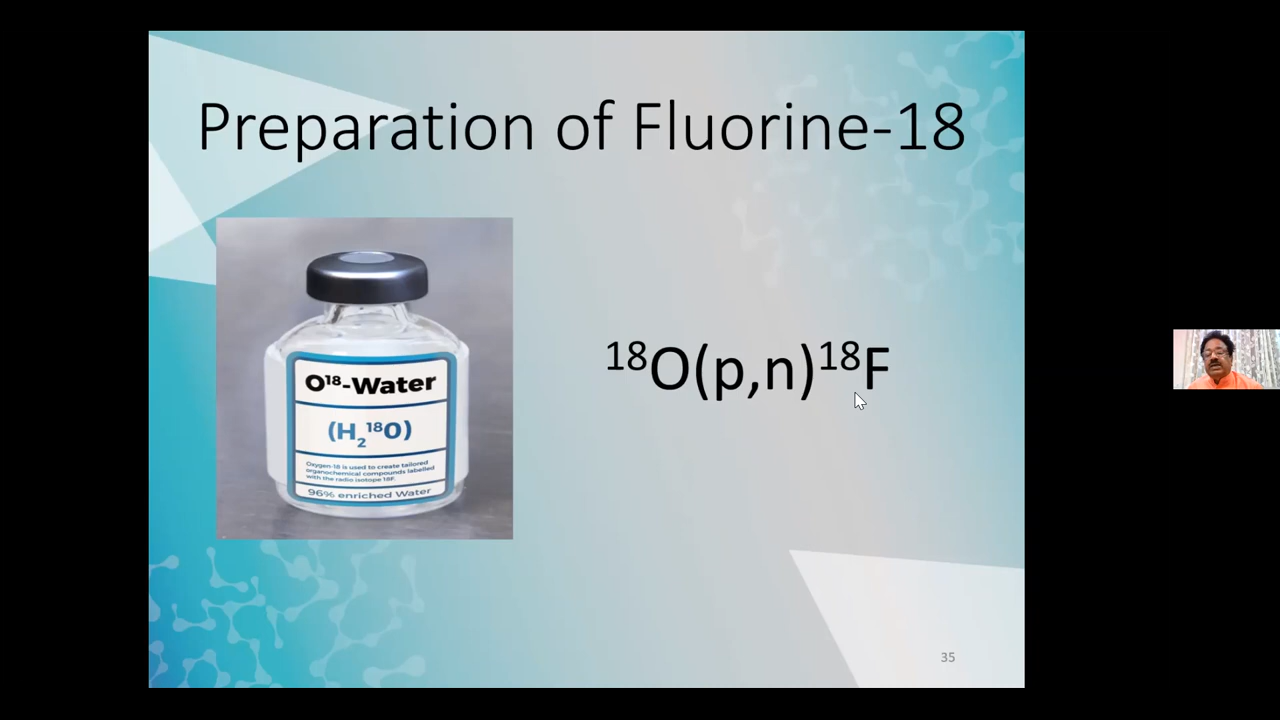 Preparation of Fluorine-18
O¹⁸-Water
(H₂¹⁸O)
Oxygen-18 is used to create tailored
organochemical compounds labelled
with the radio isotope 18F.
96% enriched Water
¹⁸O(p,n)¹⁸F
35